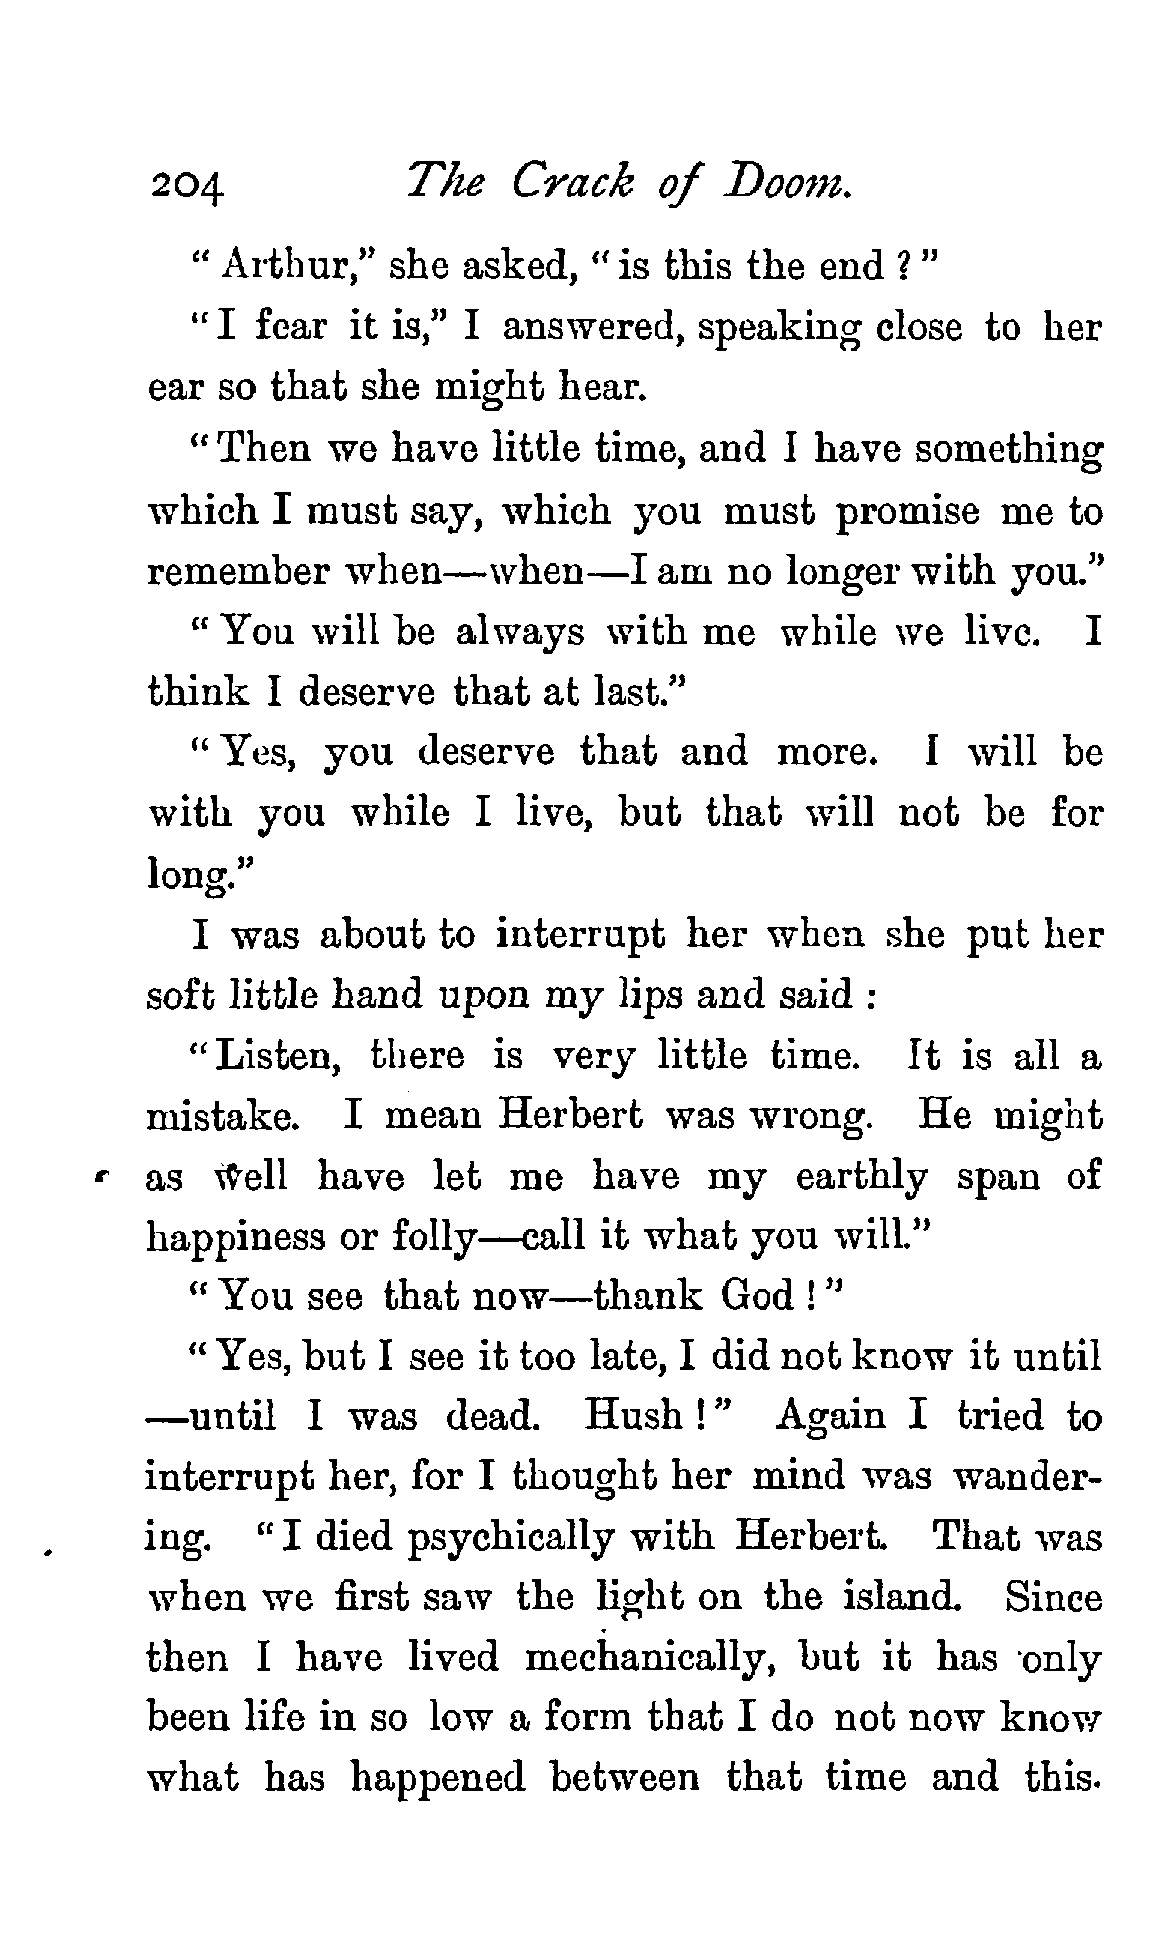 204 The Crack of Doom.
"Arthur," she asked, "is this the end?"
"I fear it is," I answered, speaking close to her
ear so that she might hear.
"Then we have little time, and I have something
which I must say, which you must promise me to
remember when—when—I am no longer with you."
"You will be always with me while we live. I
think I deserve that at last."
"Yes, you deserve that and more. I will be
with you while I live, but that will not be for
long."
I was about to interrupt her when she put her
soft little hand upon my lips and said:
"Listen, there is very little time. It is all a
mistake. I mean Herbert was wrong. He might
as well have let me have my earthly span of
happiness or folly—call it what you will."
"You see that now—thank God!"
"Yes, but I see it too late, I did not know it until
—until I was dead. Hush!" Again I tried to
interrupt her, for I thought her mind was wander-
ing. "I died psychically with Herbert. That was
when we first saw the light on the island. Since
then I have lived mechanically, but it has only
been life in so low a form that I do not now know
what has happened between that time and this.